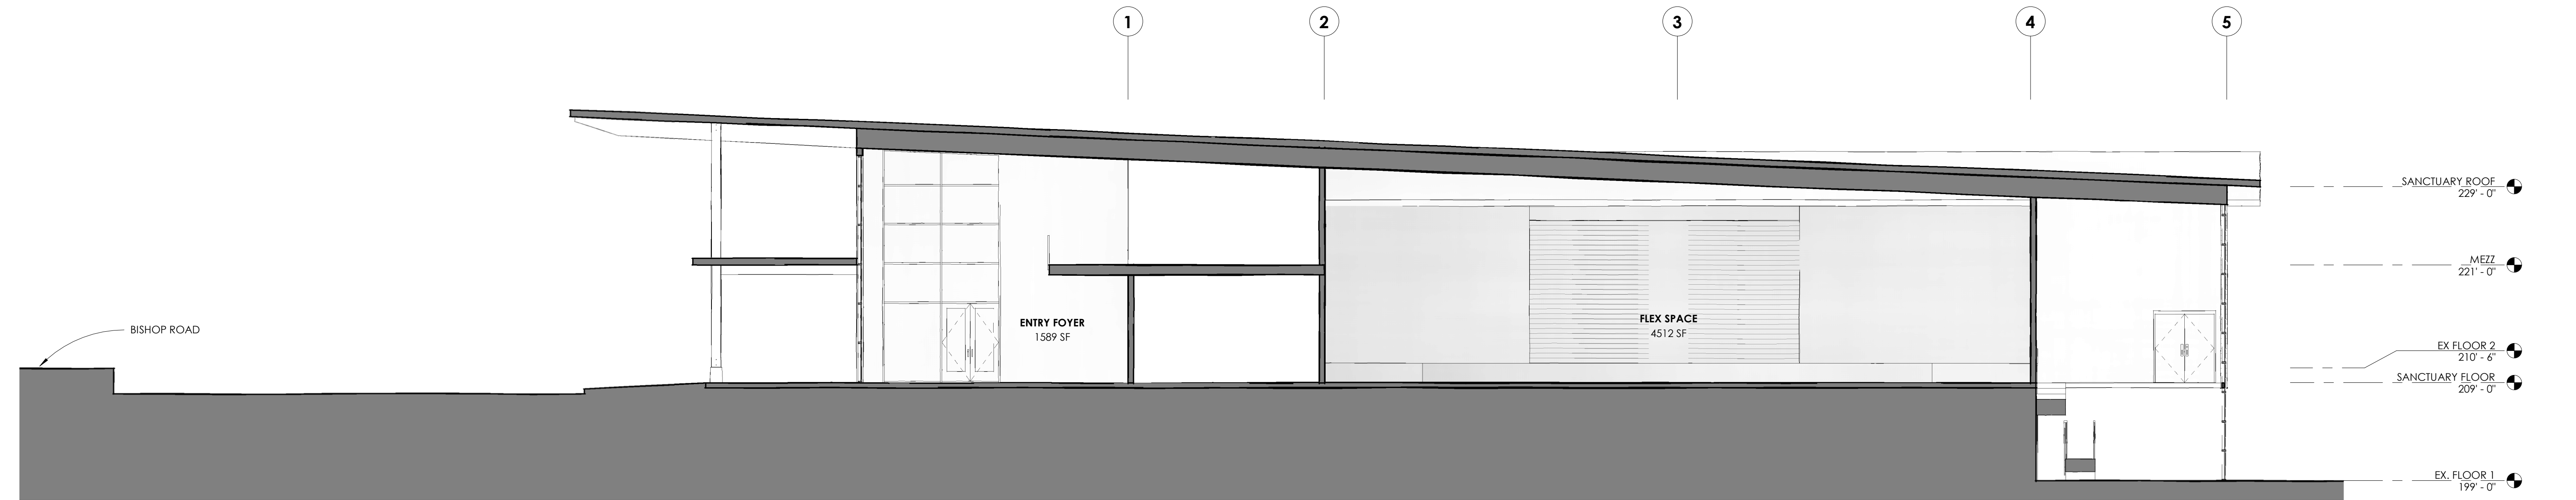 1 2 3 4 5
SANCTUARY ROOF
229' - 0"
MEZZ
221' - 0"
BISHOP ROAD
ENTRY FOYER
1589 SF
FLEX SPACE
4512 SF
EX FLOOR 2
210' - 6"
SANCTUARY FLOOR
209' - 0"
EX. FLOOR 1
199' - 0"